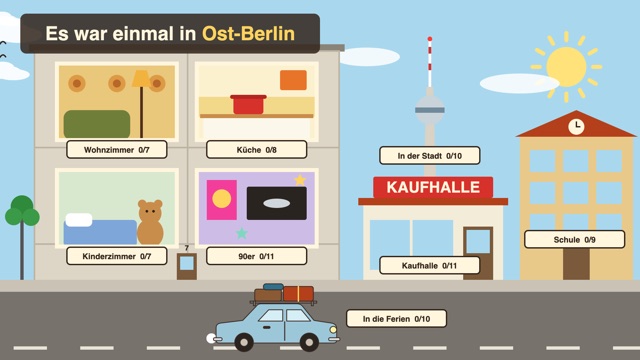 Es war einmal in Ost-Berlin
Wohnzimmer 0/7
Küche 0/8
In der Stadt 0/10
KAUFHALLE
Schule 0/9
Kinderzimmer 0/7
7
90er 0/11
Kaufhalle 0/11
In die Ferien 0/10